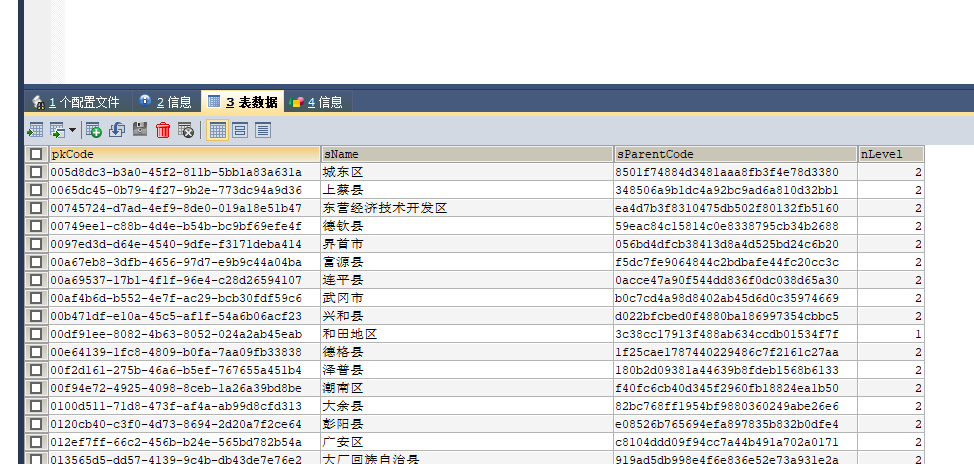 1 个配置文件 2 信息 3 表数据 4 信息
pkCode sName sParentCode nLevel
005d8dc3-b3a0-45f2-811b-5bb1a83a631a 城东区 8501f74884d3481aaa8fb3f4e78d3380 2
0065dc45-0b79-4f27-9b2e-773dc94a9d36 上蔡县 348506a9b1dc4a92bc9ad6a810d32bb1 2
00745724-d7ad-4ef9-8de0-019a18e51b47 东营经济技术开发区 ea4d7b3f8310475db502f80132fb5160 2
00749ee1-c88b-4d4e-b54b-bc9bf69efe4f 德钦县 59eac84c15814c0e8338795cb34b2688 2
0097ed3d-d64e-4540-9dfe-f3171deba414 界首市 056bd4dfcb38413d8a4d525bd24c6b20 2
00a67eb8-3dfb-4656-97d7-e9b9c44a04ba 富源县 f5dc7fe9064844c2bdbafe44fc20cc3c 2
00a69537-17b1-4f1f-96e4-c28d26594107 连平县 0acce47a90f544dd836f0dc038d65a30 2
00af4b6d-b552-4e7f-ac29-bcb30fdf59c6 武冈市 b0c7cd4a98d8402ab45d6d0c35974669 2
00b471df-e10a-45c5-af1f-54a6b06acf23 兴和县 d022bfcbed0f4880ba186997354cbbc5 2
00df91ee-8082-4b63-8052-024a2ab45eab 和田地区 3c38cc17913f488ab634ccdb01534f7f 1
00e64139-1fc8-4809-b0fa-7aa09fb33838 德格县 1f25cae1787440229486c7f2161c27aa 2
00f2d161-275b-46a6-b5ef-767655a451b4 泽普县 180b2d09381a44639b8fdeb1568b6133 2
00f94e72-4925-4098-8ceb-1a26a39bd8be 潮南区 f40fc6cb40d345f2960fb18824ea1b50 2
0100d511-71d8-473f-af4a-ab99d8cfd313 大余县 82bc768ff1954bf9880360249abe26e6 2
0120cb40-c3f0-4d73-8694-2d20a7f2ce64 彭阳县 e08526b765694efa897835b832b0dfe4 2
012ef7ff-66c2-456b-b24e-565bd782b54a 广安区 c8104ddd09f94cc7a44b491a702a0171 2
013565d5-dd57-4139-9c4b-db43de7e76e2 大厂回族自治县 919ad5db998e4f6e836e52e73a931e2a 2